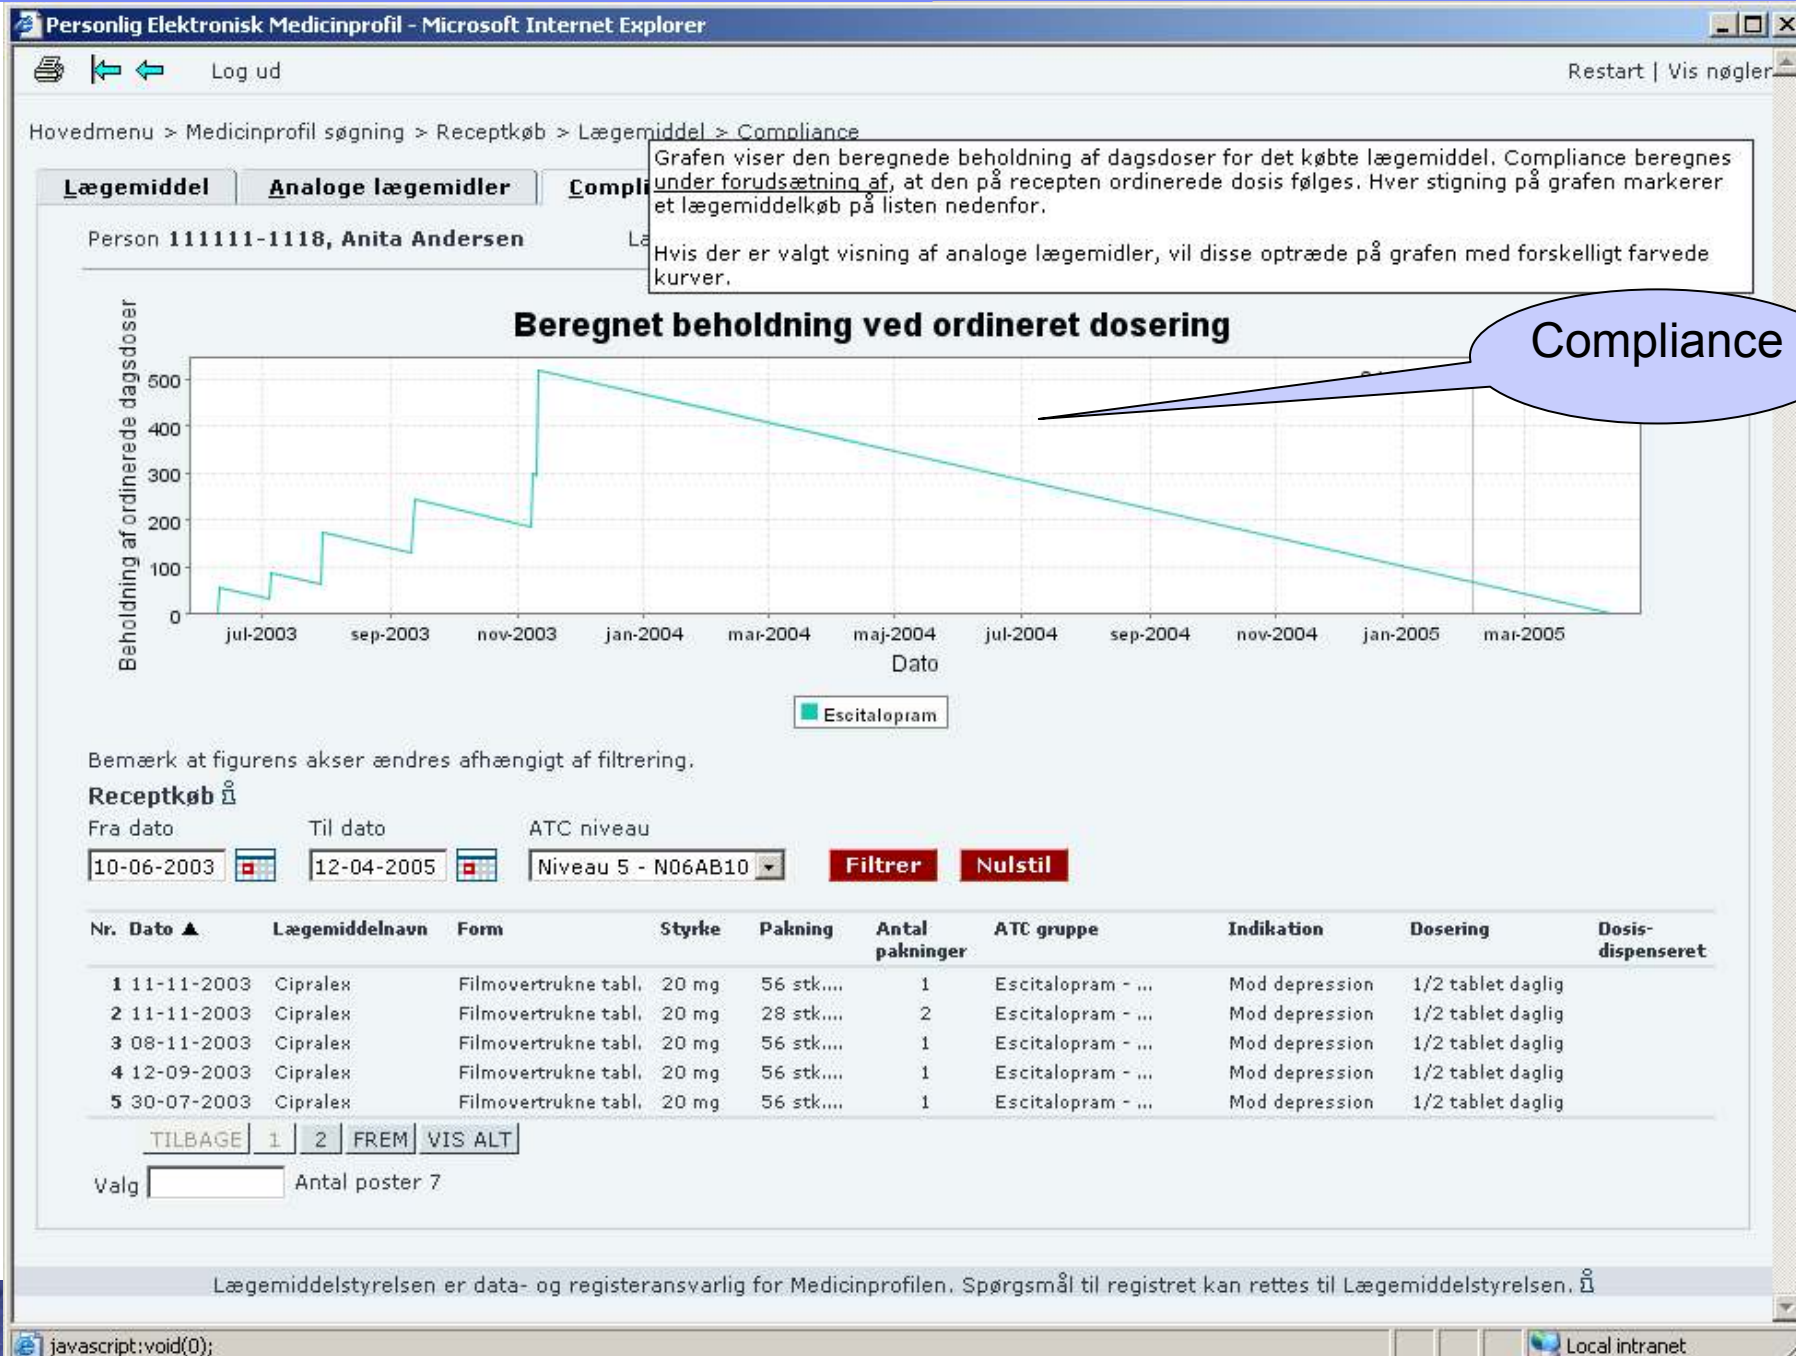 Personlig Elektronisk Medicinprofil - Microsoft Internet Explorer
Log ud
Restart | Vis nøgler
Hovedmenu > Medicinprofil søgning > Receptkøb > Lægemiddel > Compliance
Grafen viser den beregnede beholdning af dagsdoser for det købte lægemiddel. Compliance beregnes
under forudsætning af, at den på recepten ordinerede dosis følges. Hver stigning på grafen markerer
et lægemiddelkøb på listen nedenfor.
Hvis der er valgt visning af analoge lægemidler, vil disse optræde på grafen med forskelligt farvede
kurver.
Lægemiddel
Analoge lægemidler
Compli
Person 111111-1118, Anita Andersen
Beregnet beholdning ved ordineret dosering
Compliance
Beholdning af ordinerede dagsdoser
500
400
300
200
100
0
jul-2003 sep-2003 nov-2003 jan-2004 mar-2004 maj-2004 jul-2004 sep-2004 nov-2004 jan-2005 mar-2005
Dato
Escitalopram
Bemærk at figurens akser ændres afhængigt af filtrering.
Receptkøb
Fra dato Til dato ATC niveau
10-06-2003 12-04-2005 Niveau 5 - N06AB10 Filtrer Nulstil
Nr. Dato ▲ Lægemiddelnavn Form Styrke Pakning Antal pakninger ATC gruppe Indikation Dosering Dosis-dispenseret
1 11-11-2003 Cipralex Filmovertrukne tabl. 20 mg 56 stk.... 1 Escitalopram - ... Mod depression 1/2 tablet daglig
2 11-11-2003 Cipralex Filmovertrukne tabl. 20 mg 28 stk.... 2 Escitalopram - ... Mod depression 1/2 tablet daglig
3 08-11-2003 Cipralex Filmovertrukne tabl. 20 mg 56 stk.... 1 Escitalopram - ... Mod depression 1/2 tablet daglig
4 12-09-2003 Cipralex Filmovertrukne tabl. 20 mg 56 stk.... 1 Escitalopram - ... Mod depression 1/2 tablet daglig
5 30-07-2003 Cipralex Filmovertrukne tabl. 20 mg 56 stk.... 1 Escitalopram - ... Mod depression 1/2 tablet daglig
TILBAGE 1 2 FREM VIS ALT
Valg Antal poster 7
Lægemiddelstyrelsen er data- og registeransvarlig for Medicinprofilen. Spørgsmål til registret kan rettes til Lægemiddelstyrelsen.
javascript:void(0);
Local intranet